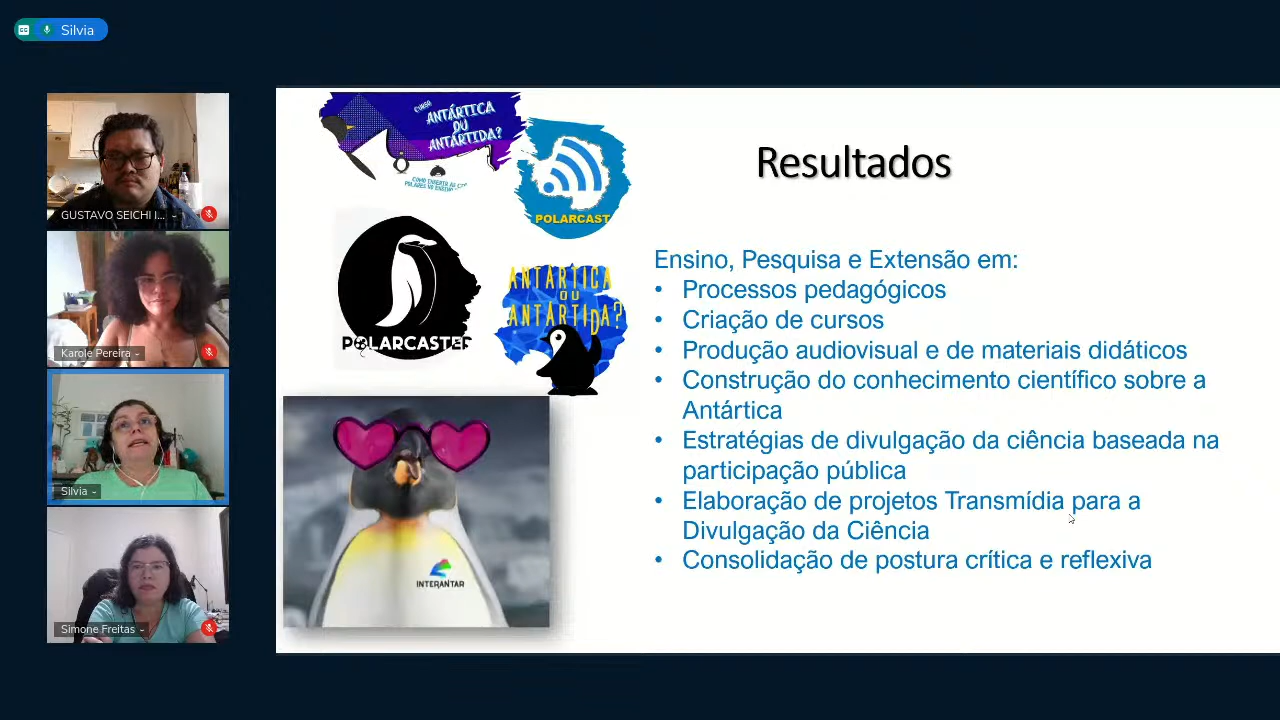 Silvia
GUSTAVO SEICHI I...
Karole Pereira
Silvia
Simone Freitas
CURSO
ANTÁRTICA
OU
ANTÁRTIDA?
POLARCAST
POLARCASTER
ANTÁRTICA
OU
ANTÁRTIDA?
INTERANTAR
Resultados
Ensino, Pesquisa e Extensão em:
• Processos pedagógicos
• Criação de cursos
• Produção audiovisual e de materiais didáticos
• Construção do conhecimento científico sobre a
Antártica
• Estratégias de divulgação da ciência baseada na
participação pública
• Elaboração de projetos Transmídia para a
Divulgação da Ciência
• Consolidação de postura crítica e reflexiva